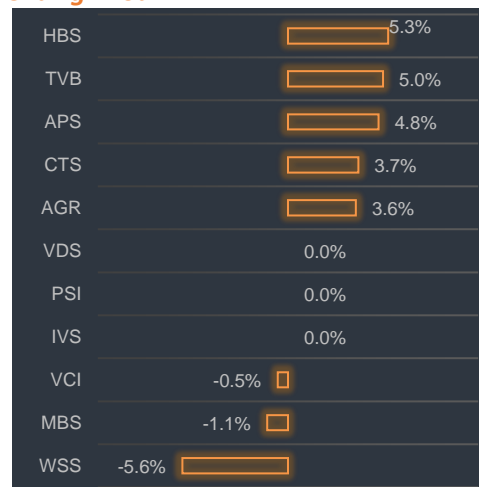 HBS 5.3%
TVB 5.0%
APS 4.8%
CTS 3.7%
AGR 3.6%
VDS 0.0%
PSI 0.0%
IVS 0.0%
VCI -0.5%
MBS -1.1%
WSS -5.6%